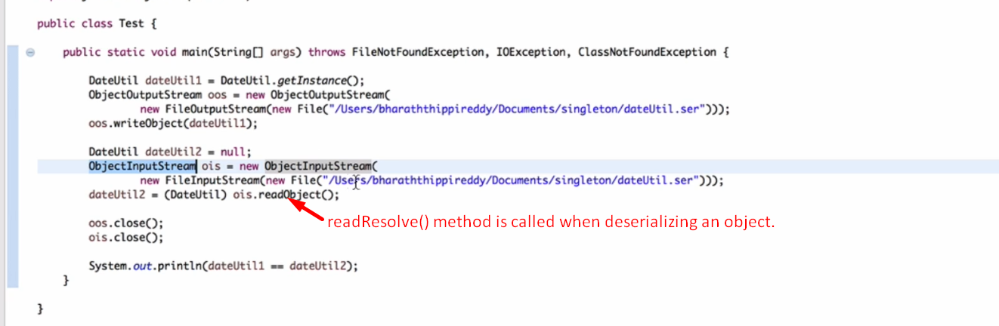 public class Test {
public static void main(String[] args) throws FileNotFoundException, IOException, ClassNotFoundException {
DateUtil dateUtil1 = DateUtil.getInstance();
ObjectOutputStream oos = new ObjectOutputStream(
new FileOutputStream(new File("/Users/bharaththippireddy/Documents/singleton/dateUtil.ser")));
oos.writeObject(dateUtil1);
DateUtil dateUtil2 = null;
ObjectInputStream ois = new ObjectInputStream(
new FileInputStream(new File("/Users/bharaththippireddy/Documents/singleton/dateUtil.ser")));
dateUtil2 = (DateUtil) ois.readObject();
readResolve() method is called when deserializing an object.
oos.close();
ois.close();
System.out.println(dateUtil1 == dateUtil2);
}
}